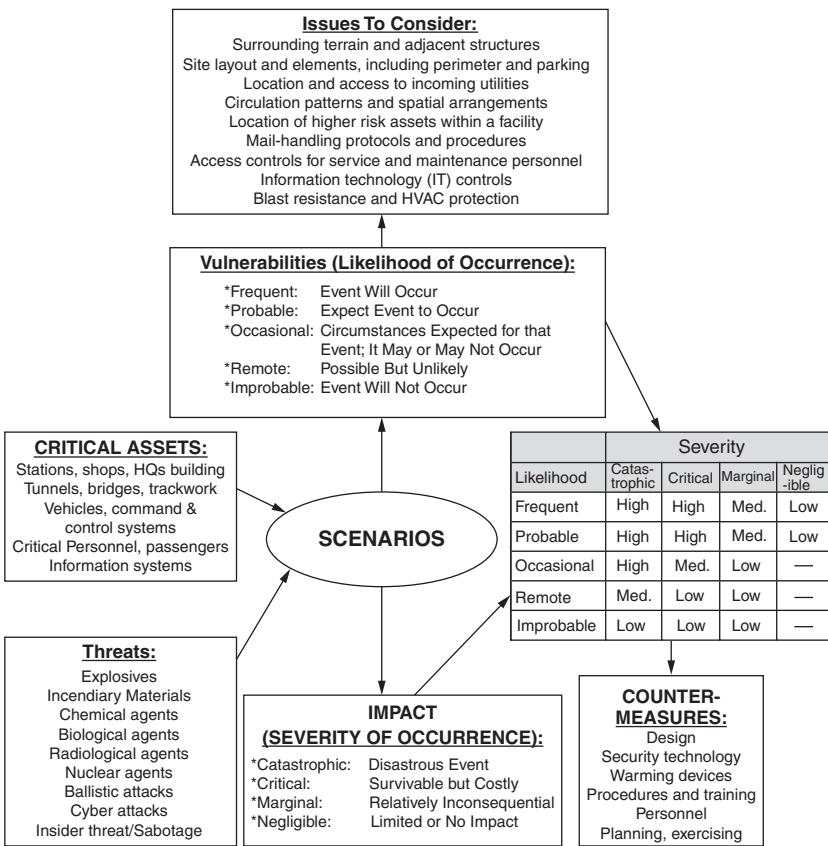 Issues To Consider:
Surrounding terrain and adjacent structures
Site layout and elements, including perimeter and parking
Location and access to incoming utilities
Circulation patterns and spatial arrangements
Location of higher risk assets within a facility
Mail-handling protocols and procedures
Access controls for service and maintenance personnel
Information technology (IT) controls
Blast resistance and HVAC protection
Vulnerabilities (Likelihood of Occurrence):
*Frequent: Event Will Occur
*Probable: Expect Event to Occur
*Occasional: Circumstances Expected for that
Event; It May or May Not Occur
*Remote: Possible But Unlikely
*Improbable: Event Will Not Occur
CRITICAL ASSETS:
Stations, shops, HQs building
Tunnels, bridges, trackwork
Vehicles, command &
control systems
Critical Personnel, passengers
Information systems
SCENARIOS
Severity
Likelihood Catas-
trophic Critical Marginal Neglig
-ible
Frequent High High Med. Low
Probable High High Med. Low
Occasional High Med. Low —
Remote Med. Low Low —
Improbable Low Low Low —
Threats:
Explosives
Incendiary Materials
Chemical agents
Biological agents
Radiological agents
Nuclear agents
Ballistic attacks
Cyber attacks
Insider threat/Sabotage
IMPACT
(SEVERITY OF OCCURRENCE):
*Catastrophic: Disastrous Event
*Critical: Survivable but Costly
*Marginal: Relatively Inconsequential
*Negligible: Limited or No Impact
COUNTER-
MEASURES:
Design
Security technology
Warming devices
Procedures and training
Personnel
Planning, exercising